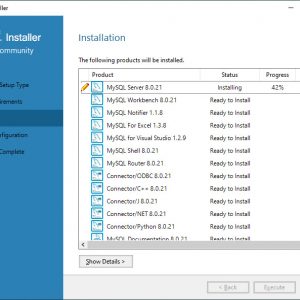 ller
Installer
ommunity
Setup Type
irements
onfiguration
Complete
Installation
The following products will be installed.
Product Status Progress
MySQL Server 8.0.21 Installing 42%
MySQL Workbench 8.0.21 Ready to Install
MySQL Notifier 1.1.8 Ready to Install
MySQL For Excel 1.3.8 Ready to Install
MySQL for Visual Studio 1.2.9 Ready to Install
MySQL Shell 8.0.21 Ready to Install
MySQL Router 8.0.21 Ready to Install
Connector/ODBC 8.0.21 Ready to Install
Connector/C++ 8.0.21 Ready to Install
Connector/J 8.0.21 Ready to Install
Connector/NET 8.0.21 Ready to Install
Connector/Python 8.0.21 Ready to Install
MySQL Documentation 8.0.21 Ready to Install
Show Details >
< Back Execute